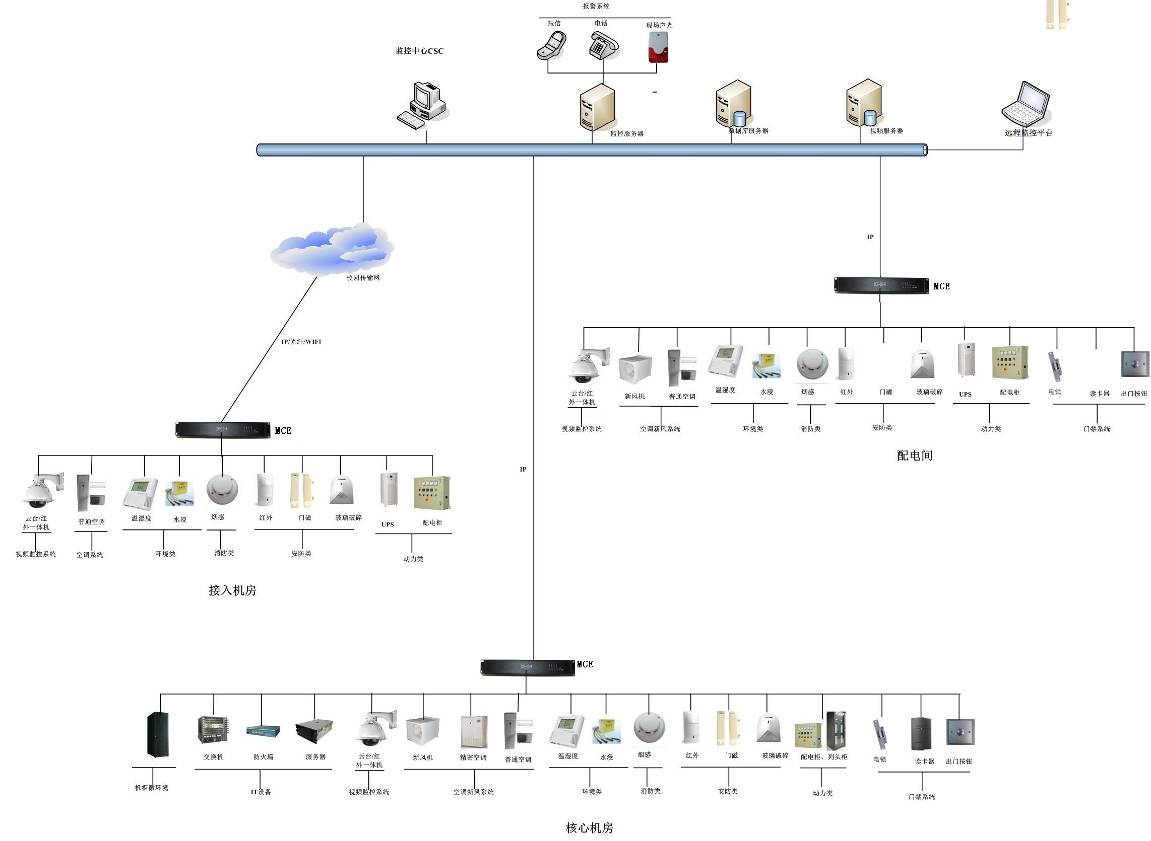 报警系统
短信
电话
现场声光
监控中心CSC
监控服务器
数据库服务器
视频服务器
远程监控平台
IP
MCE
校园传输网
IP/光纤/WIFI
云台/红
外一体机
新风机
普通空调
温湿度
水浸
烟感
红外
门磁
玻璃破碎
UPS
配电柜
电锁
读卡器
出门按钮
视频监控系统
空调新风系统
环境类
消防类
安防类
动力类
门禁系统
配电间
MCE
IP
云台/红
外一体机
普通空调
温湿度
水浸
烟感
红外
门磁
玻璃破碎
UPS
配电柜
视频监控系统
空调系统
环境类
消防类
安防类
动力类
接入机房
MCE
交换机
防火墙
服务器
云台/红
外一体机
新风机
精密空调
普通空调
温湿度
水浸
烟感
红外
门磁
玻璃破碎
配电柜、列头柜
电锁
读卡器
出门按钮
机柜微环境
IT设备
视频监控系统
空调新风系统
环境类
消防类
安防类
动力类
门禁系统
核心机房